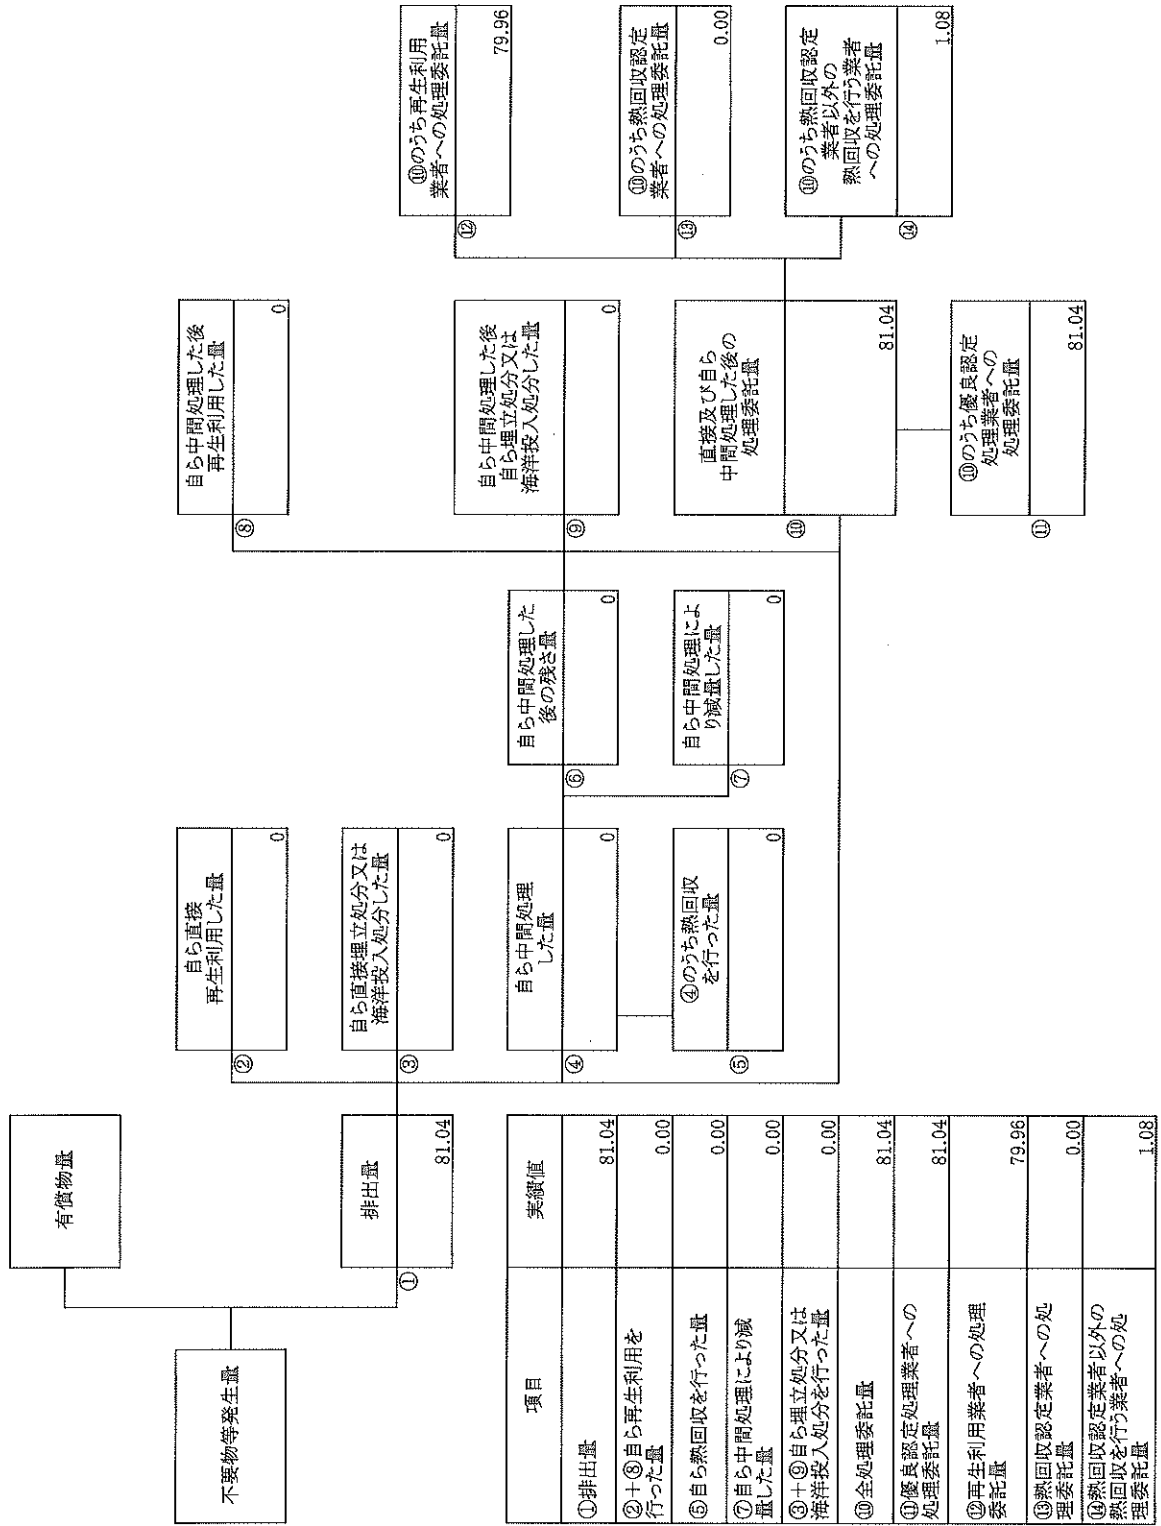 不要物等発生量
有償物量
排出量
①
81.04
自ら直接
再生利用した量
②
0
自ら直接埋立処分又は
海洋投入処分した量
③
0
自ら中間処理
した量
④
0
④のうち熱回収
を行った量
⑤
0
自ら中間処理した
後の残さ量
⑥
0
自ら中間処理によ
り減量した量
⑦
0
自ら中間処理した後
再生利用した量
⑧
0
自ら中間処理した後
自ら埋立処分又は
海洋投入処分した量
⑨
0
直接及び自ら
中間処理した後の
処理委託量
⑩
81.04
⑩のうち優良認定
処理業者への
処理委託量
⑪
81.04
⑩のうち再生利用
業者への処理委託量
⑫
79.96
⑩のうち熱回収認定
業者への処理委託量
⑬
0.00
⑩のうち熱回収認定
業者以外の
熱回収を行う業者
への処理委託量
⑭
1.08
項目
実績値
①排出量
81.04
②+⑧自ら再生利用を
行った量
0.00
⑤自ら熱回収を行った量
0.00
⑦自ら中間処理により減
量した量
0.00
③+⑨自ら埋立処分又は
海洋投入処分を行った量
0.00
⑩全処理委託量
81.04
⑪優良認定処理業者への
処理委託量
81.04
⑫再生利用業者への処理
委託量
79.96
⑬熱回収認定業者への処
理委託量
0.00
⑭熱回収認定業者以外の
熱回収を行う業者への処
理委託量
1.08